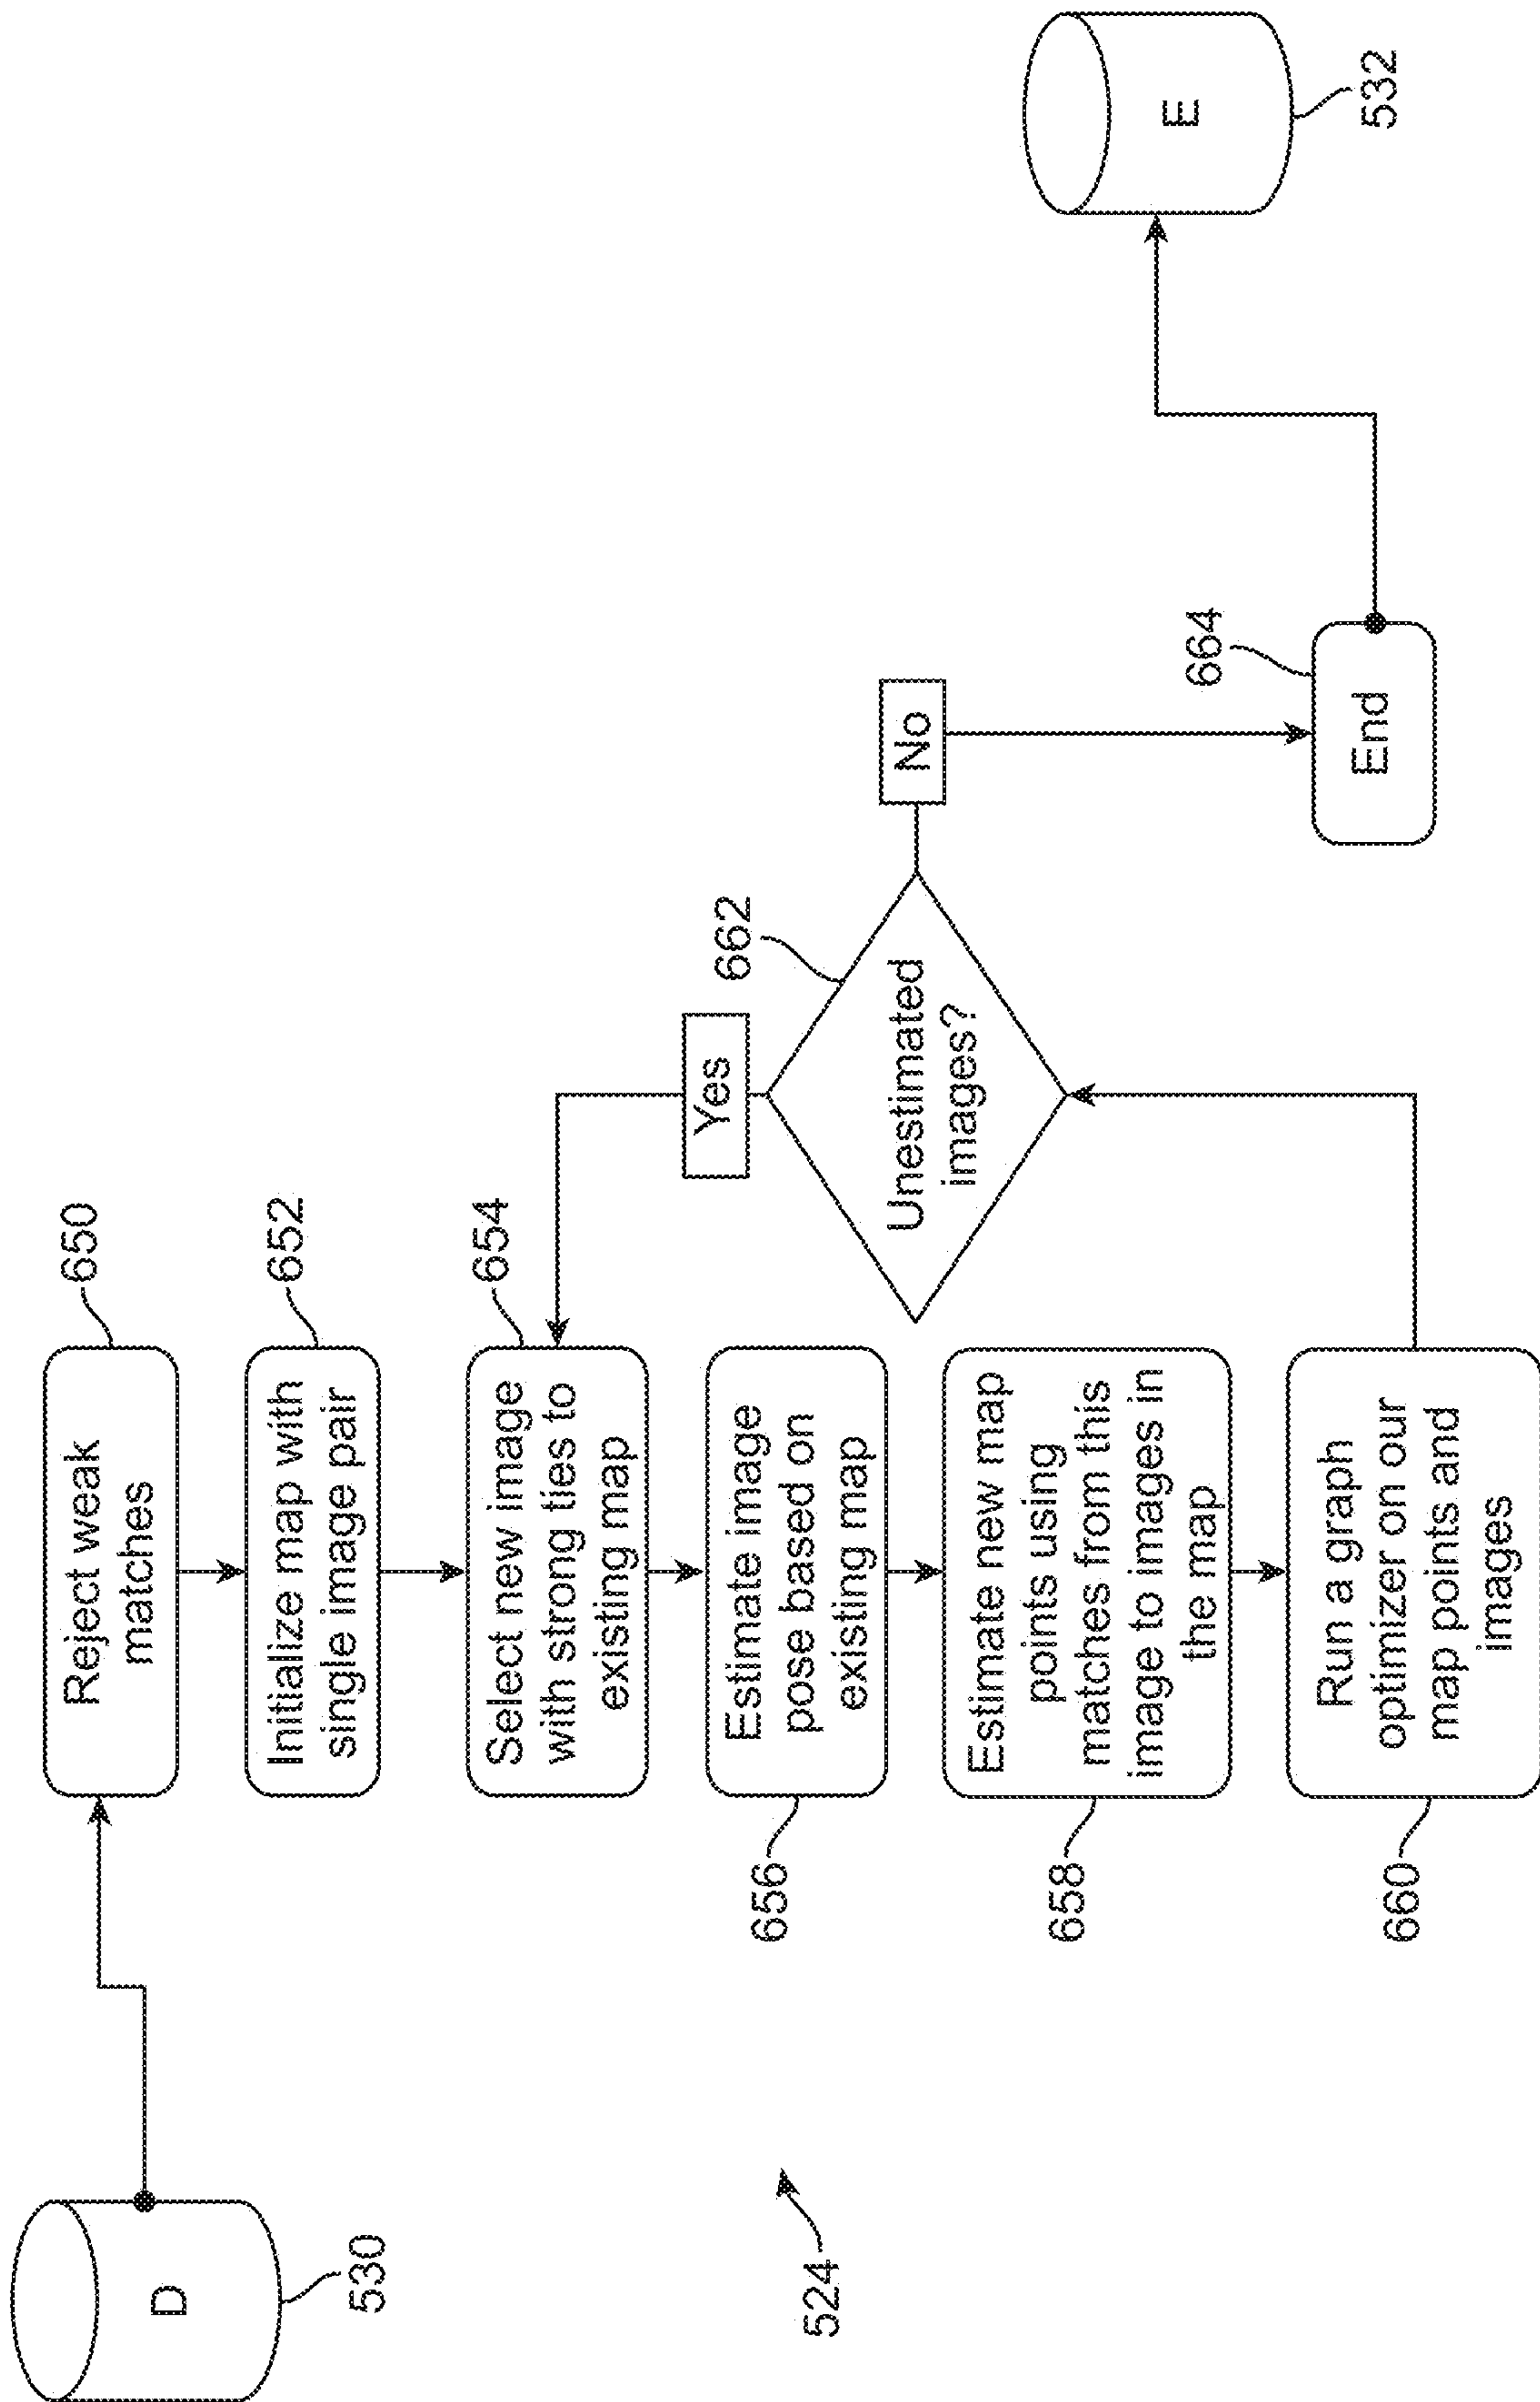 D
530
524
Reject weak
matches
650
Initialize map with
single image pair
652
Select new image
with strong ties to
existing map
654
Estimate image
pose based on
existing map
656
Estimate new map
points using
matches from this
image to images in
the map
658
Run a graph
optimizer on our
map points and
images
660
Yes
Unestimated
images?
662
No
End
664
E
532